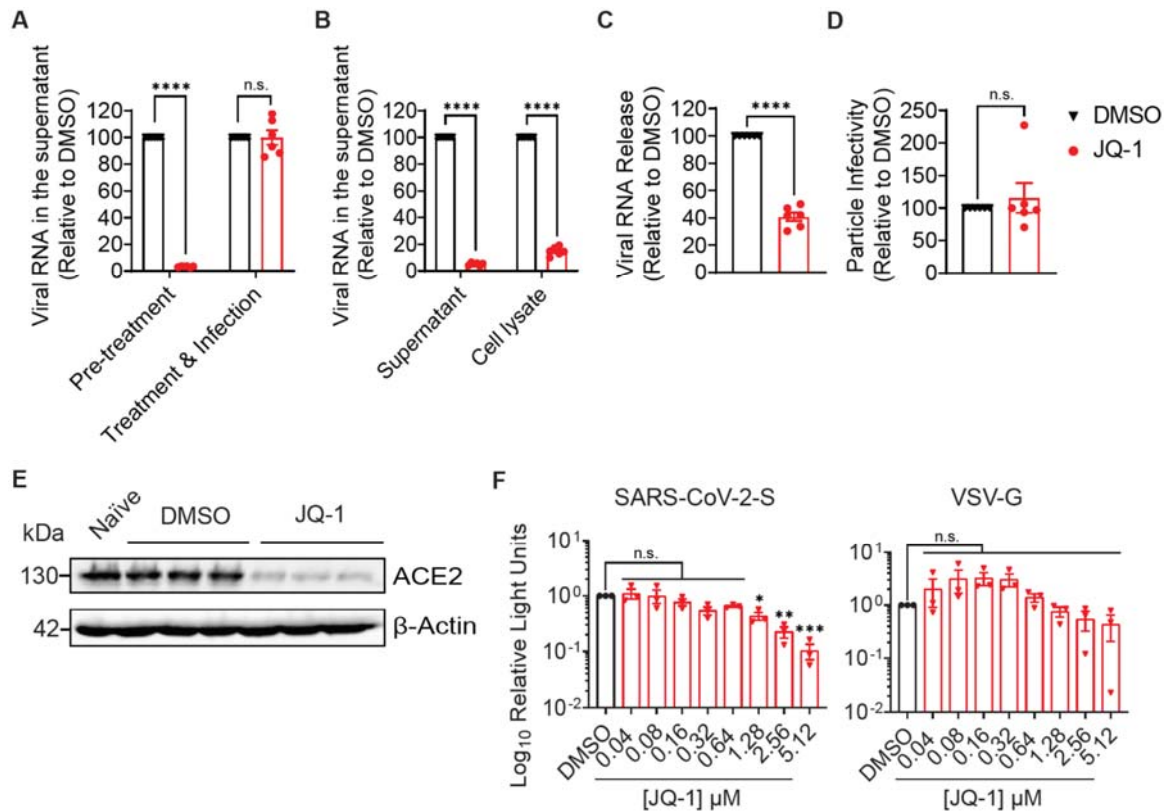 A
Viral RNA in the supernatant
(Relative to DMSO)
120
100
80
60
40
20
0
****
n.s.
Pre-treatment
Treatment & Infection
B
Viral RNA in the supernatant
(Relative to DMSO)
120
100
80
60
40
20
0
****
****
Supernatant
Cell lysate
C
Viral RNA Release
(Relative to DMSO)
120
100
80
60
40
20
0
****
D
Particle Infectivity
(Relative to DMSO)
250
200
150
100
50
0
n.s.
DMSO
JQ-1
E
kDa
Naïve
DMSO
JQ-1
130
ACE2
42
β-Actin
F
SARS-CoV-2-S
Log10 Relative Light Units
10¹
10⁰
10⁻¹
10⁻²
n.s.
*
**
***
DMSO
0.04
0.08
0.16
0.32
0.64
1.28
2.56
5.12
[JQ-1] µM
VSV-G
10¹
10⁰
10⁻¹
10⁻²
n.s.
DMSO
0.04
0.08
0.16
0.32
0.64
1.28
2.56
5.12
[JQ-1] µM